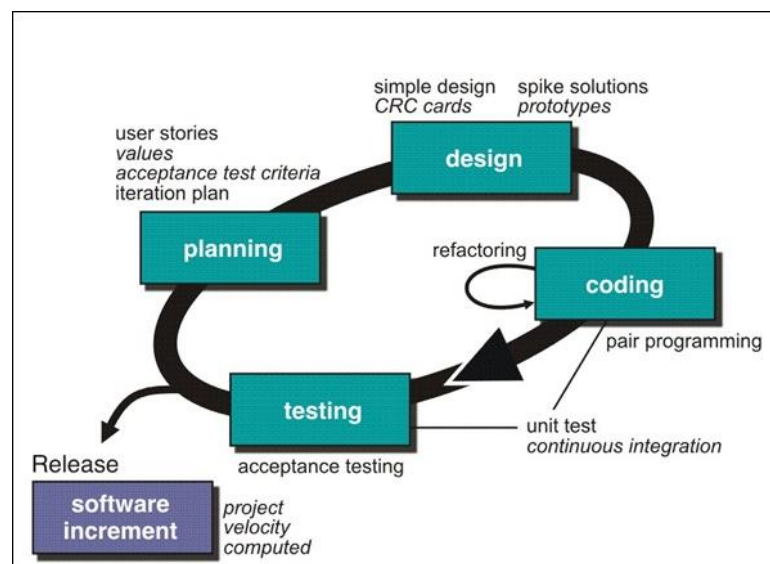 simple design
CRC cards
spike solutions
prototypes
design
user stories
values
acceptance test criteria
iteration plan
planning
refactoring
coding
pair programming
testing
unit test
continuous integration
acceptance testing
Release
software
increment
project
velocity
computed